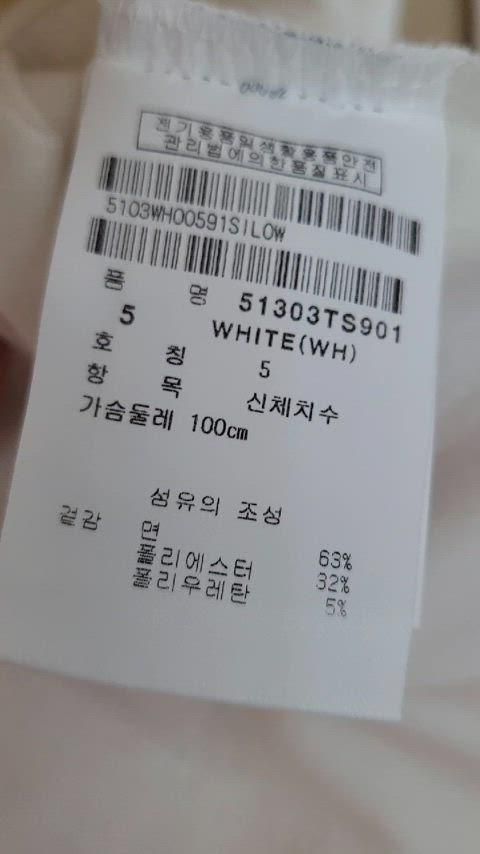 전기용품및생활용품안전
관리법에의한품질표시
5103WH00591SILOW
품 명 51303TS901
5 WHITE(WH)
호 칭 5
항 목 신체치수
가슴둘레 100cm
섬유의 조성
겉감 면 63%
폴리에스터 32%
폴리우레탄 5%